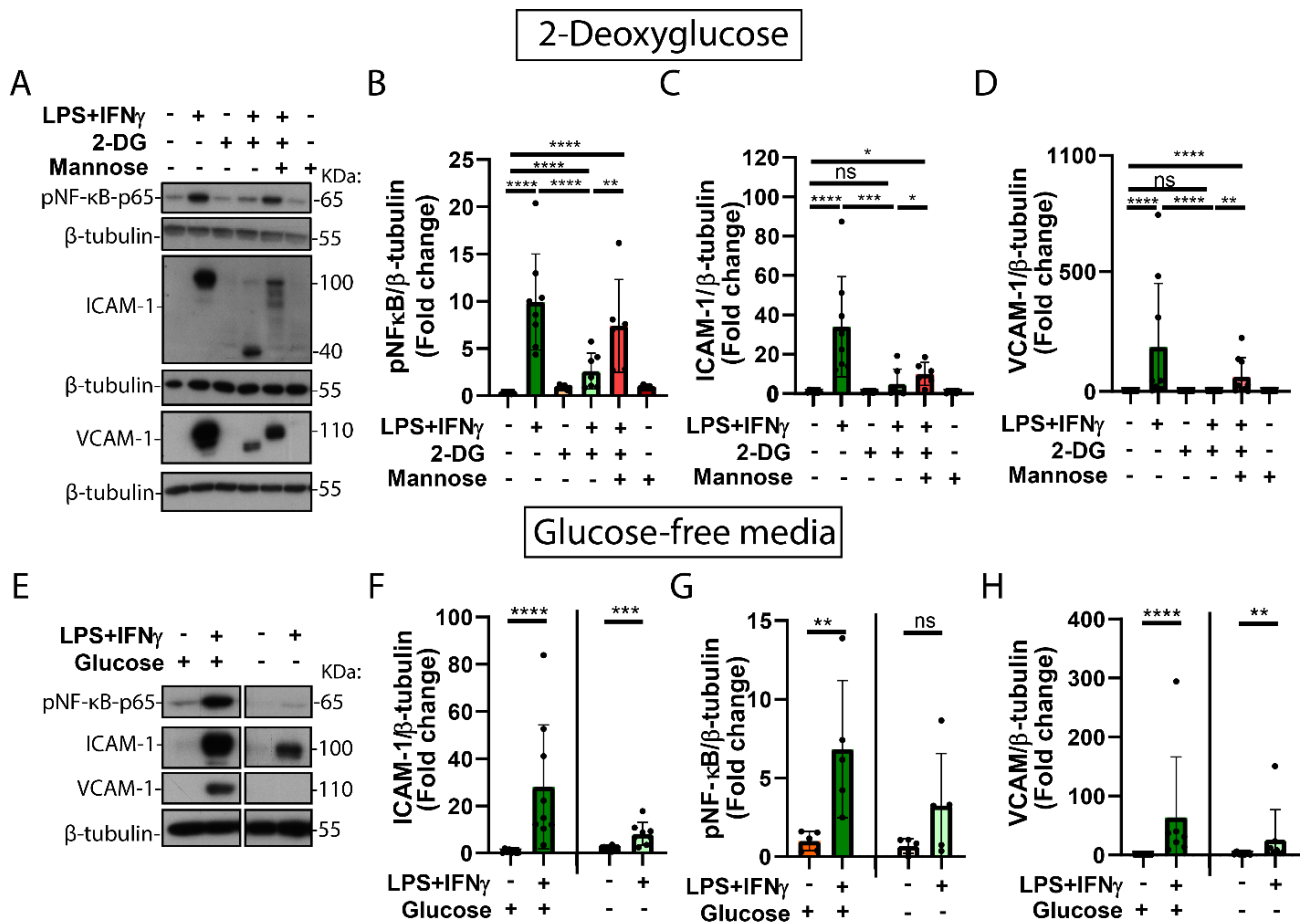 2-Deoxyglucose
A
LPS+IFNγ - + - + + -
2-DG - - + + + -
Mannose - - - - + +
KDa:
pNF-κB-p65- -65
β-tubulin- -55
ICAM-1- -100
-40
β-tubulin- -55
VCAM-1- -110
β-tubulin- -55
B
pNFκB/β-tubulin
(Fold change)
25
20
15
10
5
0
****
****
**** **** **
LPS+IFNγ - + - + + -
2-DG - - + + + -
Mannose - - - - + +
C
ICAM-1/β-tubulin
(Fold change)
120
100
80
60
40
20
0
*
ns
**** *** *
LPS+IFNγ - + - + + -
2-DG - - + + + -
Mannose - - - - + +
D
VCAM-1/β-tubulin
(Fold change)
1100
500
0
****
ns
**** **** **
LPS+IFNγ - + - + + -
2-DG - - + + + -
Mannose - - - - + +
Glucose-free media
E
LPS+IFNγ - + - +
Glucose + + - -
KDa:
pNF-κB-p65- -65
ICAM-1- -100
VCAM-1- -110
β-tubulin- -55
F
ICAM-1/β-tubulin
(Fold change)
100
80
60
40
20
0
**** ***
LPS+IFNγ - + - +
Glucose + + - -
G
pNF-κB/β-tubulin
(Fold change)
15
10
5
0
** ns
LPS+IFNγ - + - +
Glucose + + - -
H
VCAM/β-tubulin
(Fold change)
400
300
200
100
0
**** **
LPS+IFNγ - + - +
Glucose + + - -